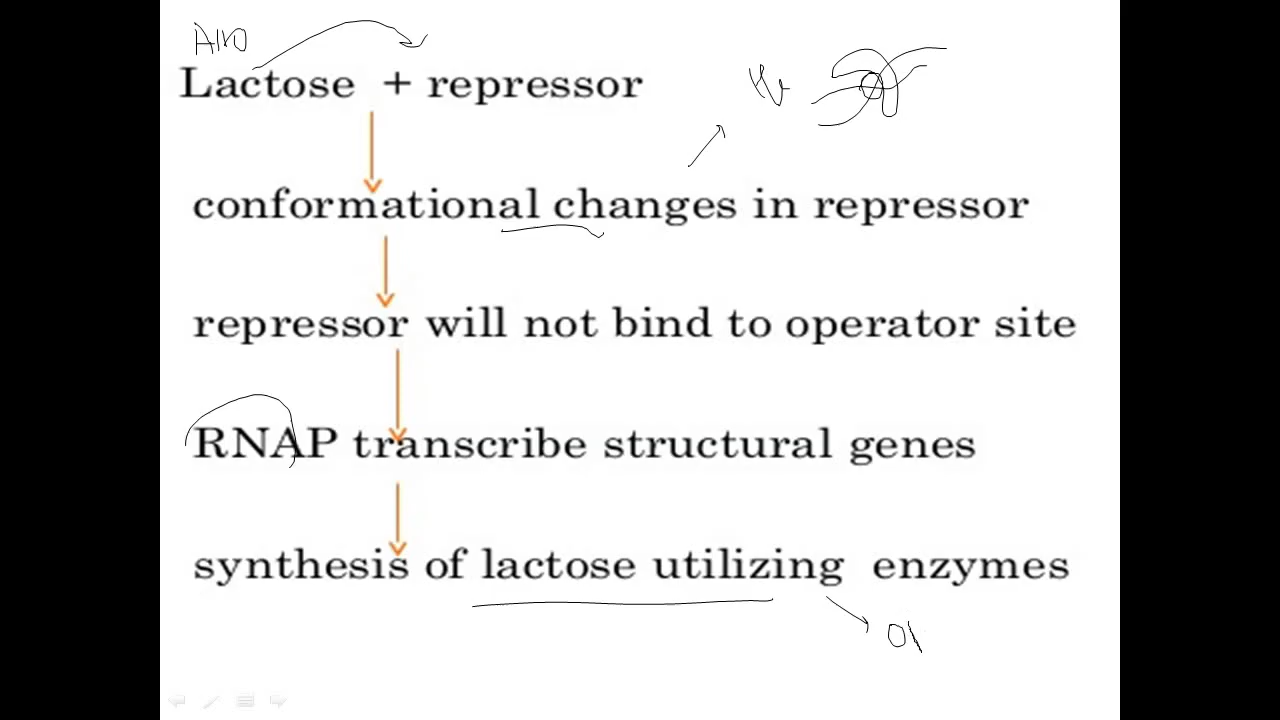 Allo
Lactose + repressor
conformational changes in repressor
repressor will not bind to operator site
RNAP transcribe structural genes
synthesis of lactose utilizing enzymes